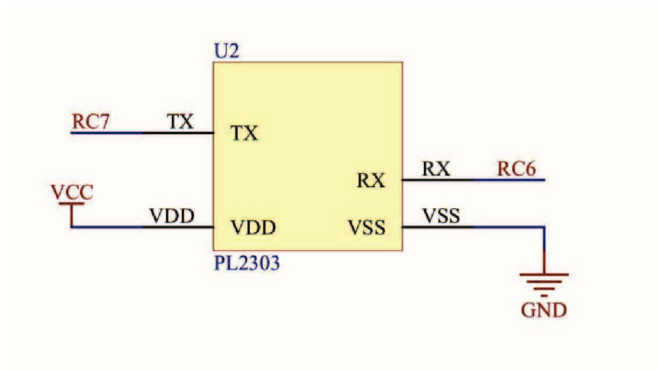 U2
RC7 TX TX
RX RX RC6
VCC
VDD VDD VSS VSS
PL2303
GND